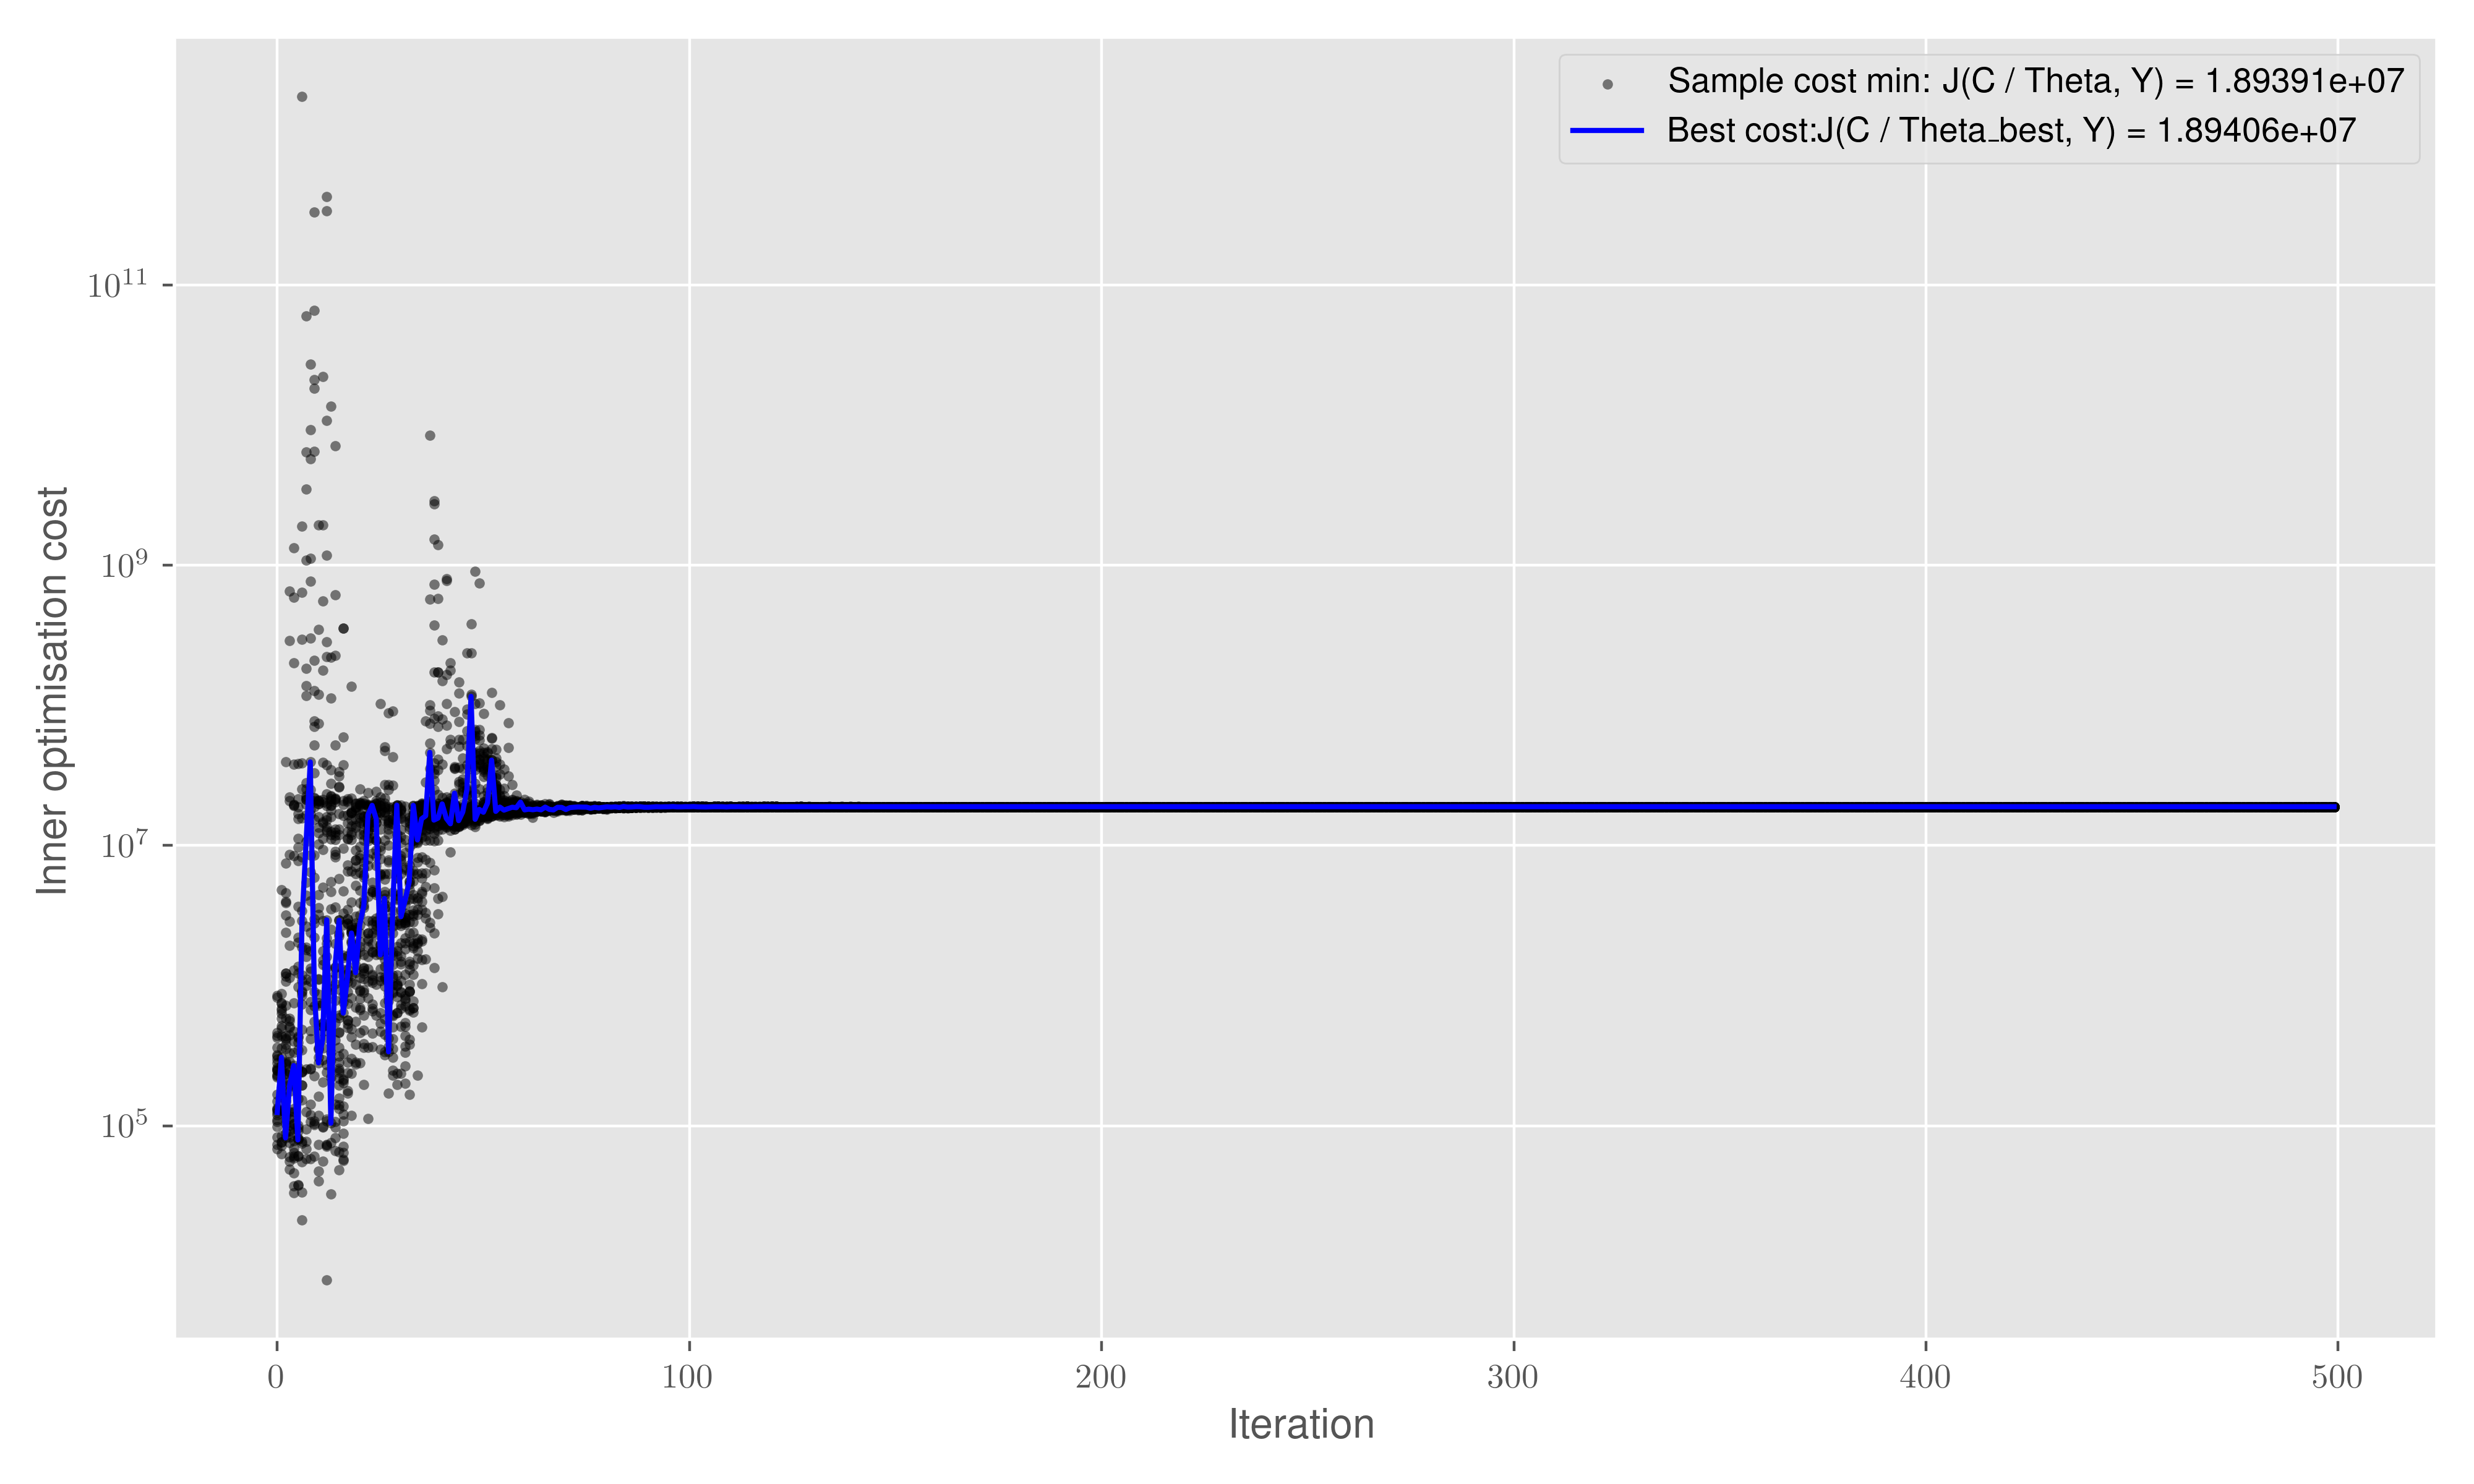 Sample cost min: J(C / Theta, Y) = 1.89391e+07
Best cost:J(C / Theta_best, Y) = 1.89406e+07
10^11
10^9
10^7
10^5
Inner optimisation cost
0 100 200 300 400 500
Iteration